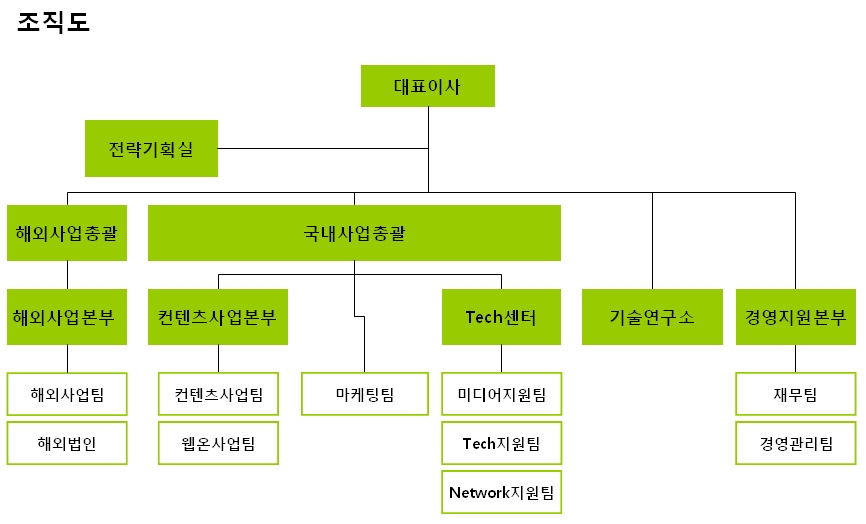 조직도
대표이사
전략기획실
해외사업총괄
국내사업총괄
해외사업본부
컨텐츠사업본부
Tech센터
기술연구소
경영지원본부
해외사업팀
컨텐츠사업팀
마케팅팀
미디어지원팀
재무팀
해외법인
웹온사업팀
Tech지원팀
경영관리팀
Network지원팀